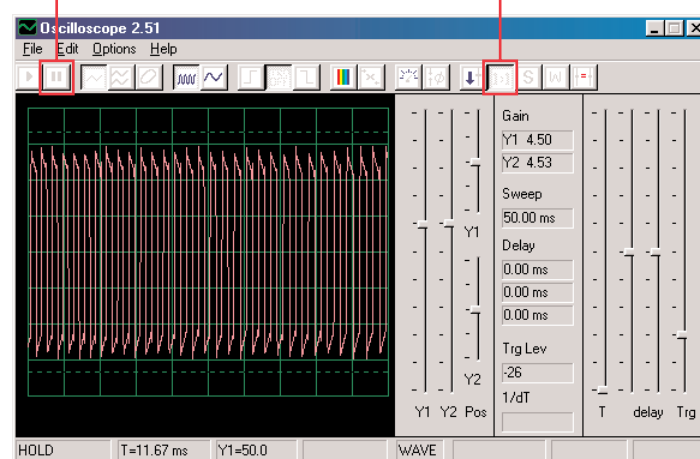 Oscilloscope 2.51
File Edit Options Help
1:1 S W
Gain
Y1 4.50
Y2 4.53
Sweep
50.00 ms
Y1
Delay
0.00 ms
0.00 ms
0.00 ms
Trg Lev
-26
Y2
1/dT
Y1 Y2 Pos
T delay Trg
HOLD T=11.67 ms Y1=50.0 WAVE